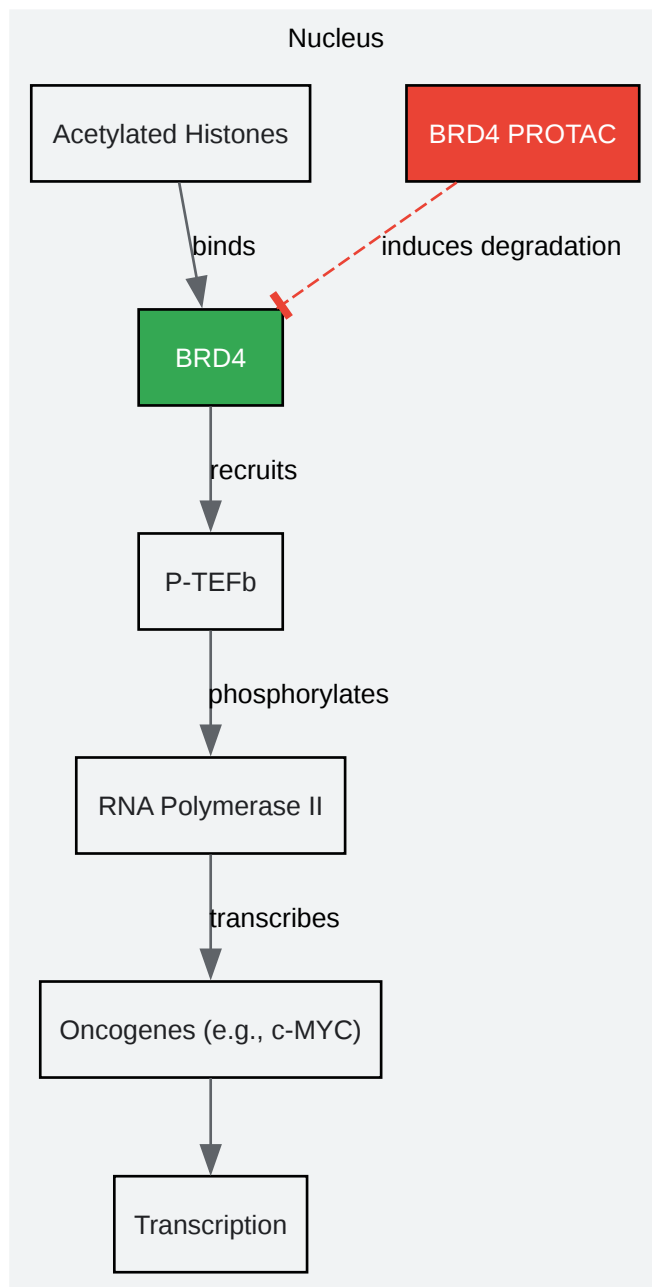 Nucleus
Acetylated Histones
BRD4 PROTAC
binds
induces degradation
BRD4
recruits
P-TEFb
phosphorylates
RNA Polymerase II
transcribes
Oncogenes (e.g., c-MYC)
Transcription